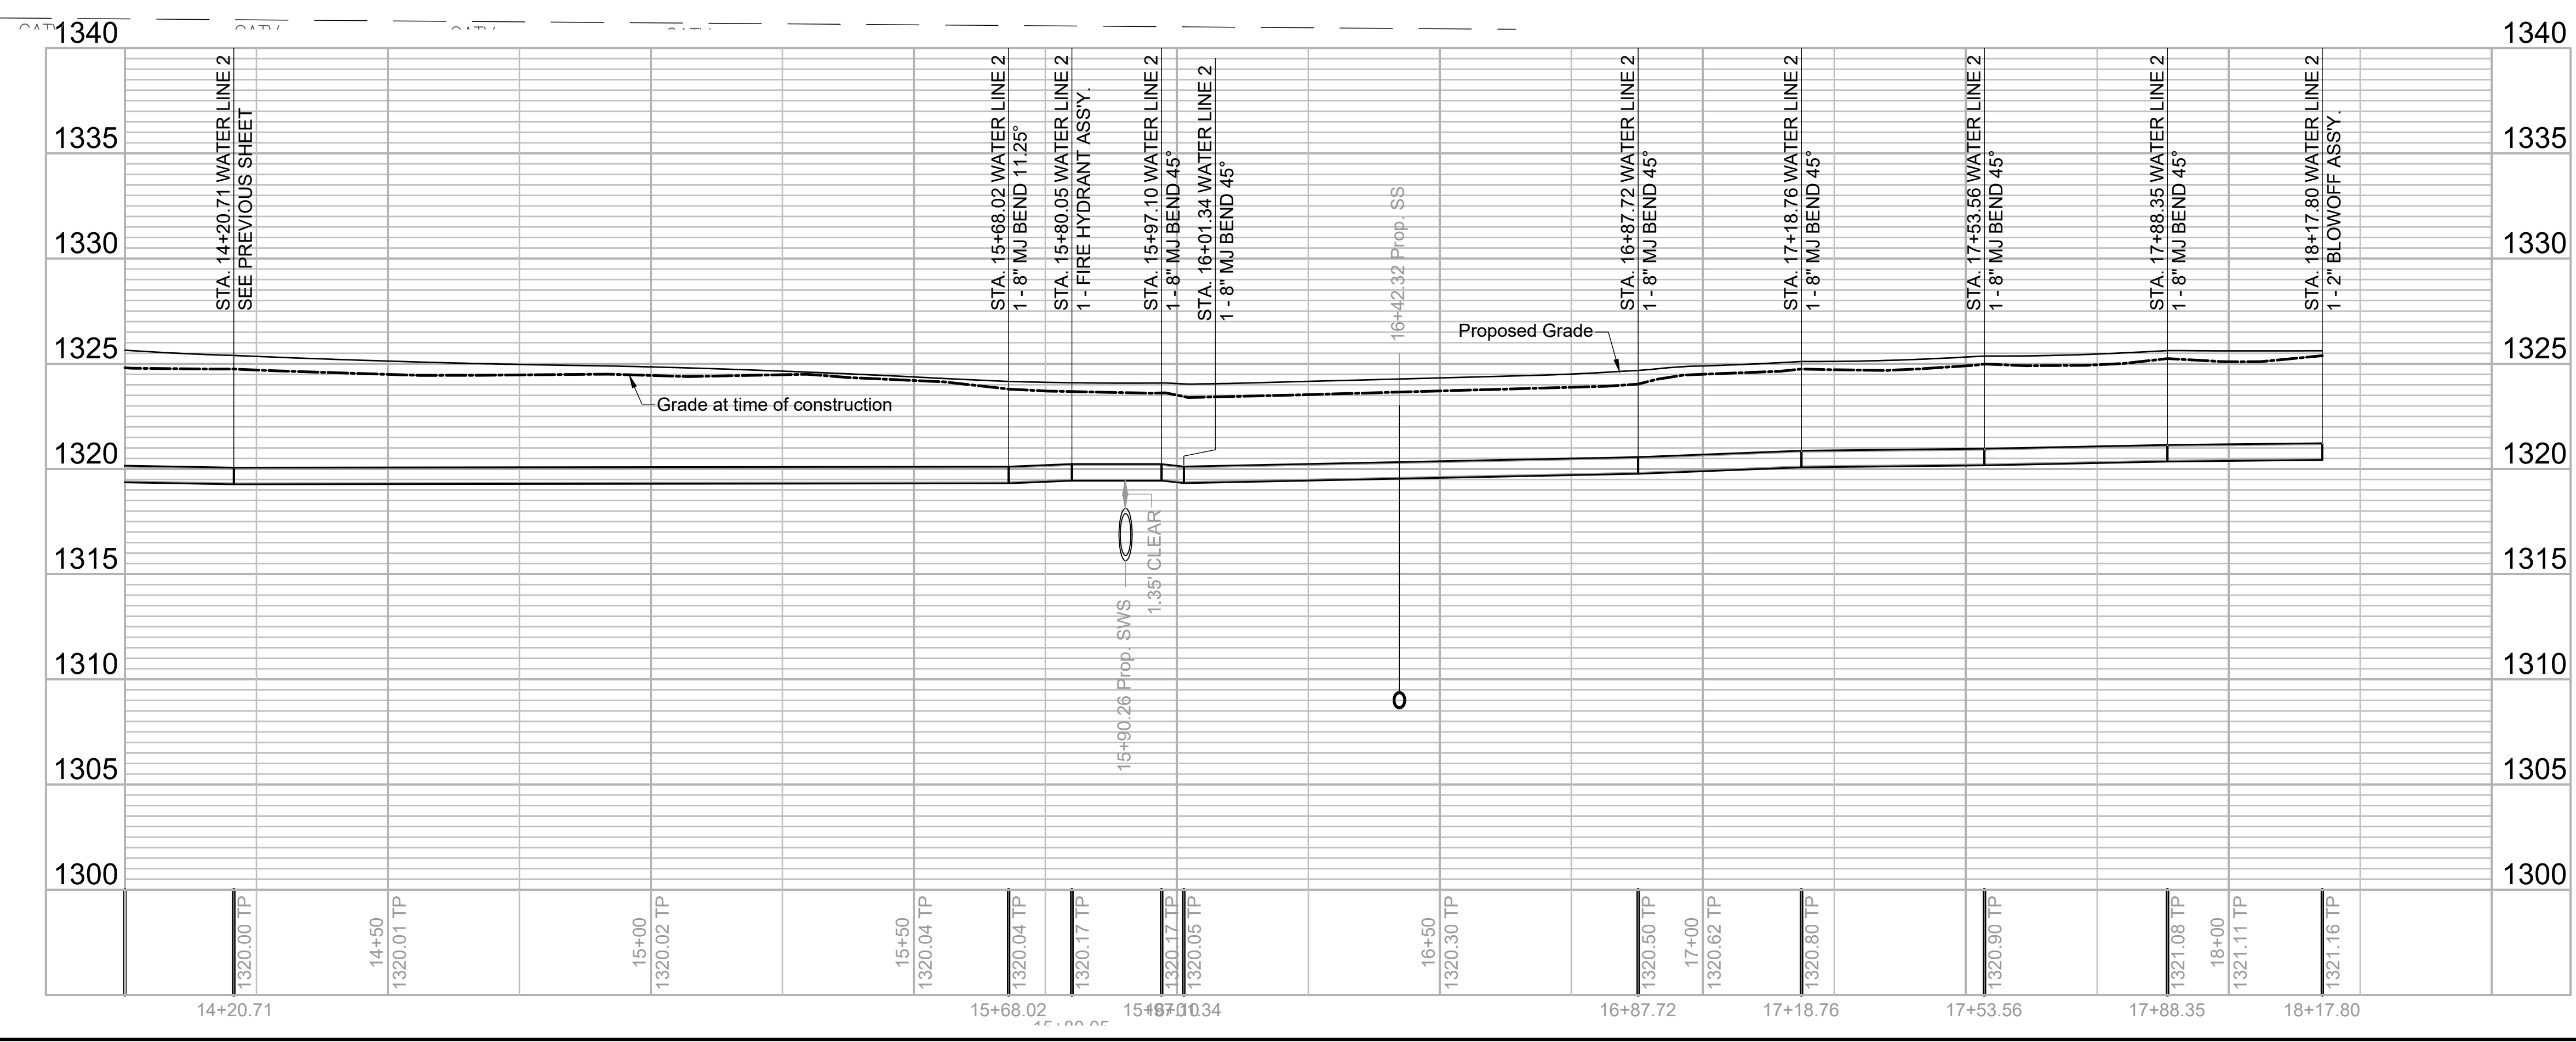 1340
1340
1335
1335
1330
1330
1325
1325
1320
1320
1315
1315
1310
1310
1305
1305
1300
1300
STA. 14+20.71 WATER LINE 2
SEE PREVIOUS SHEET
STA. 15+68.02 WATER LINE 2
1 - 8" MJ BEND 11.25°
STA. 15+80.05 WATER LINE 2
1 - FIRE HYDRANT ASS'Y.
STA. 15+97.10 WATER LINE 2
1 - 8" MJ BEND 45°
STA. 16+01.34 WATER LINE 2
1 - 8" MJ BEND 45°
16+42.32 Prop. SS
STA. 16+87.72 WATER LINE 2
1 - 8" MJ BEND 45°
STA. 17+18.76 WATER LINE 2
1 - 8" MJ BEND 45°
STA. 17+53.56 WATER LINE 2
1 - 8" MJ BEND 45°
STA. 17+88.35 WATER LINE 2
1 - 8" MJ BEND 45°
STA. 18+17.80 WATER LINE 2
1 - 2" BLOWOFF ASS'Y.
Proposed Grade
Grade at time of construction
1.35' CLEAR
15+90.26 Prop. SWS
1320.00 TP
14+50
1320.01 TP
15+00
1320.02 TP
15+50
1320.04 TP
1320.04 TP
1320.17 TP
1320.17 TP
1320.05 TP
16+50
1320.30 TP
1320.50 TP
17+00
1320.62 TP
1320.80 TP
1320.90 TP
1321.08 TP
18+00
1321.11 TP
1321.16 TP
14+20.71
15+68.02
15+97.10
16+01.34
16+87.72
17+18.76
17+53.56
17+88.35
18+17.80